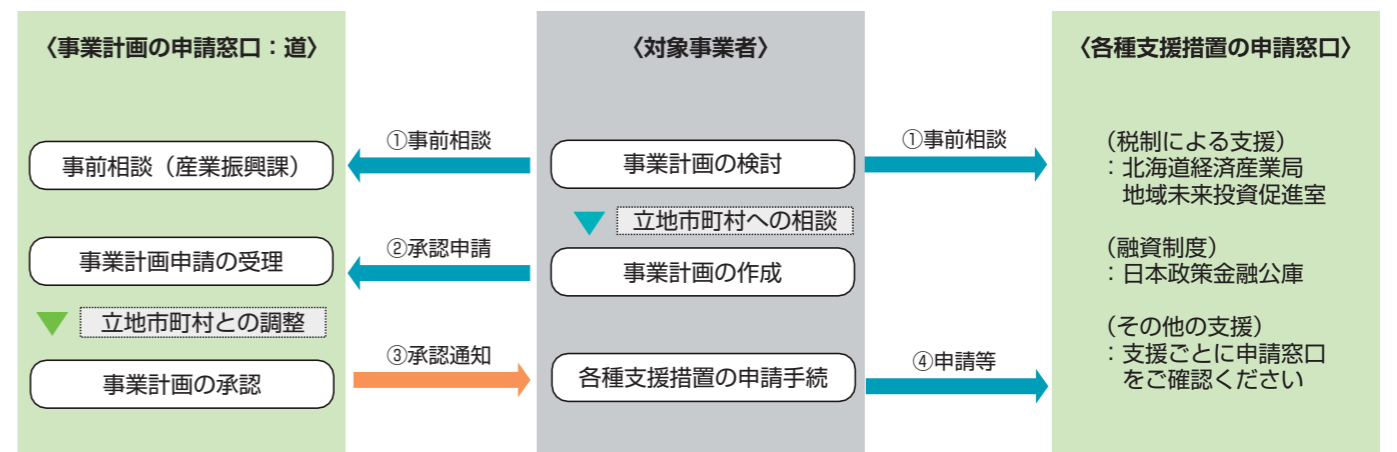 〈事業計画の申請窓口：道〉
事前相談（産業振興課）
事業計画申請の受理
立地市町村との調整
事業計画の承認
①事前相談
②承認申請
③承認通知
〈対象事業者〉
事業計画の検討
立地市町村への相談
事業計画の作成
各種支援措置の申請手続
①事前相談
④申請等
〈各種支援措置の申請窓口〉
（税制による支援）
：北海道経済産業局
地域未来投資促進室
（融資制度）
：日本政策金融公庫
（その他の支援）
：支援ごとに申請窓口
をご確認ください